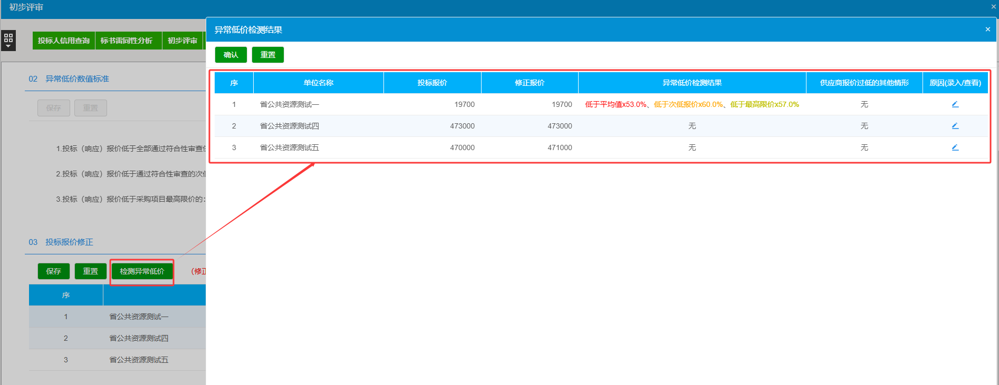 初步评审
×
异常低价检测结果
×
投标人信用查询 标书雷同性分析 初步评审
确认 重置
02 异常低价数值标准
保存 重置
序 单位名称 投标报价 修正报价 异常低价检测结果 供应商报价过低的其他情形 原因(录入/查看)
1 省公共资源测试一 19700 19700 低于平均值x53.0%、低于次低报价x60.0%、低于最高限价x57.0% 无
2 省公共资源测试四 473000 473000 无 无
3 省公共资源测试五 470000 471000 无 无
1.投标（响应）报价低于全部通过符合性审查
2.投标（响应）报价低于通过符合性审查的次
3.投标（响应）报价低于采购项目最高限价的：
03 投标报价修正
保存 重置 检测异常低价 （修正
序
1 省公共资源测试一
2 省公共资源测试四
3 省公共资源测试五